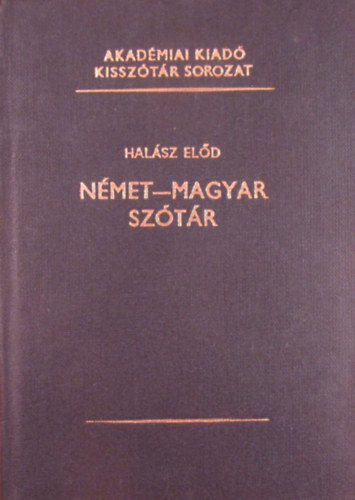 AKADÉMIAI KIADÓ
KISSZÓTÁR SOROZAT
HALÁSZ ELŐD
NÉMET—MAGYAR
SZÓTÁR